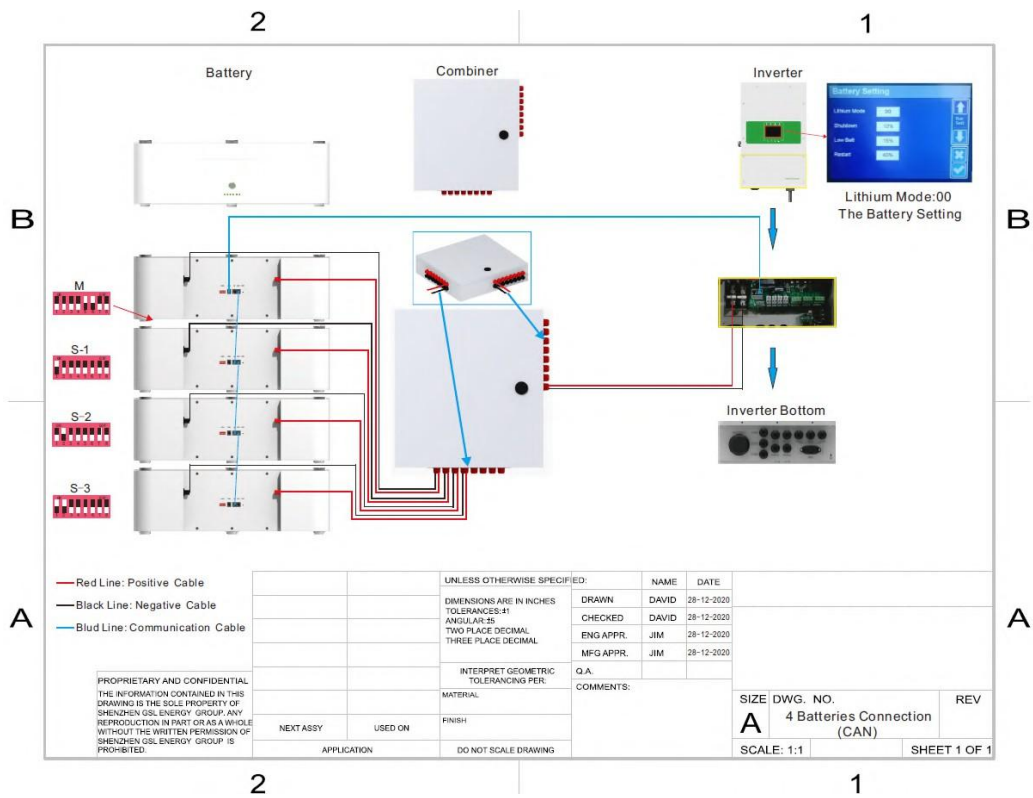 2
1
Battery
Combiner
Inverter
Battery Setting
Lithium Mode
00
Shutdown
Low Batt
Restart
Lithium Mode:00
The Battery Setting
B
B
M
S-1
S-2
S-3
Inverter Bottom
Red Line: Positive Cable
Black Line: Negative Cable
Blud Line: Communication Cable
A
A
PROPRIETARY AND CONFIDENTIAL
THE INFORMATION CONTAINED IN THIS
DRAWING IS THE SOLE PROPERTY OF
SHENZHEN GSL ENERGY GROUP. ANY
REPRODUCTION IN PART OR AS A WHOLE
WITHOUT THE WRITTEN PERMISSION OF
SHENZHEN GSL ENERGY GROUP IS
PROHIBITED.
NEXT ASSY
USED ON
APPLICATION
UNLESS OTHERWISE SPECIFIED:
DIMENSIONS ARE IN INCHES
TOLERANCES:±1
ANGULAR:±5
TWO PLACE DECIMAL
THREE PLACE DECIMAL
INTERPRET GEOMETRIC
TOLERANCING PER:
MATERIAL
FINISH
DO NOT SCALE DRAWING
NAME DATE
DRAWN DAVID 28-12-2020
CHECKED DAVID 28-12-2020
ENG APPR. JIM 28-12-2020
MFG APPR. JIM 28-12-2020
Q.A.
COMMENTS:
SIZE DWG. NO. REV
A 4 Batteries Connection
(CAN)
SCALE: 1:1 SHEET 1 OF 1
2
1